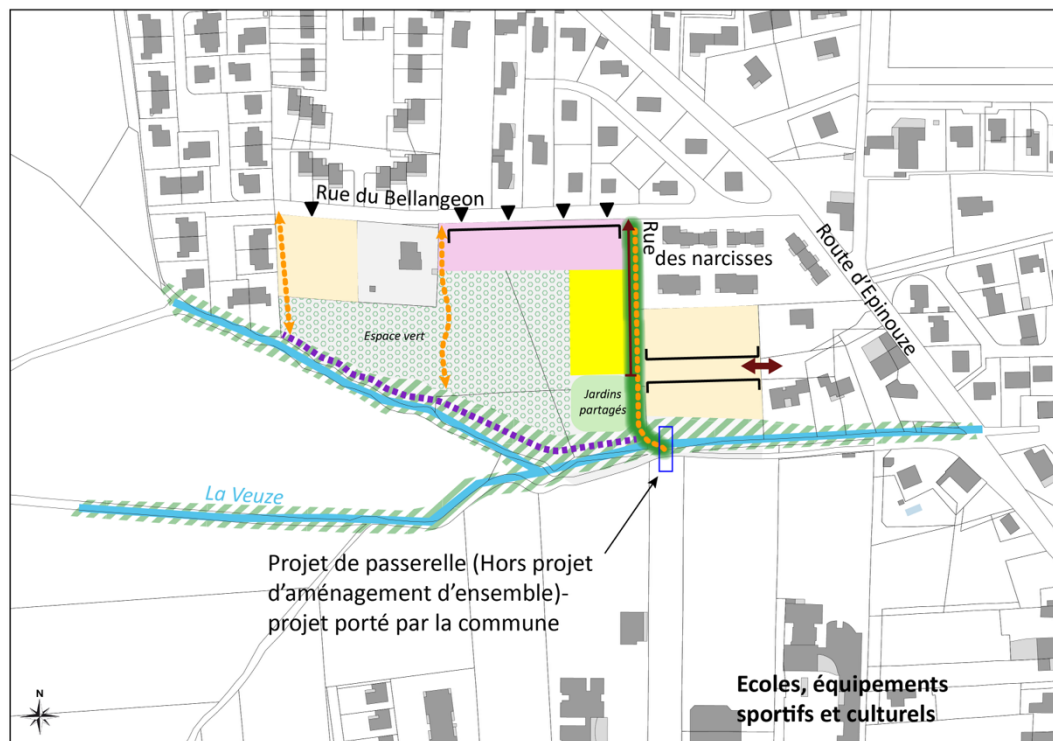 Rue du Bellangeon
Rue
des narcisses
Route d'Epinouze
Espace vert
Jardins
partagés
La Veuze
Projet de passerelle (Hors projet
d'aménagement d'ensemble)-
projet porté par la commune
Ecoles, équipements
sportifs et culturels
N